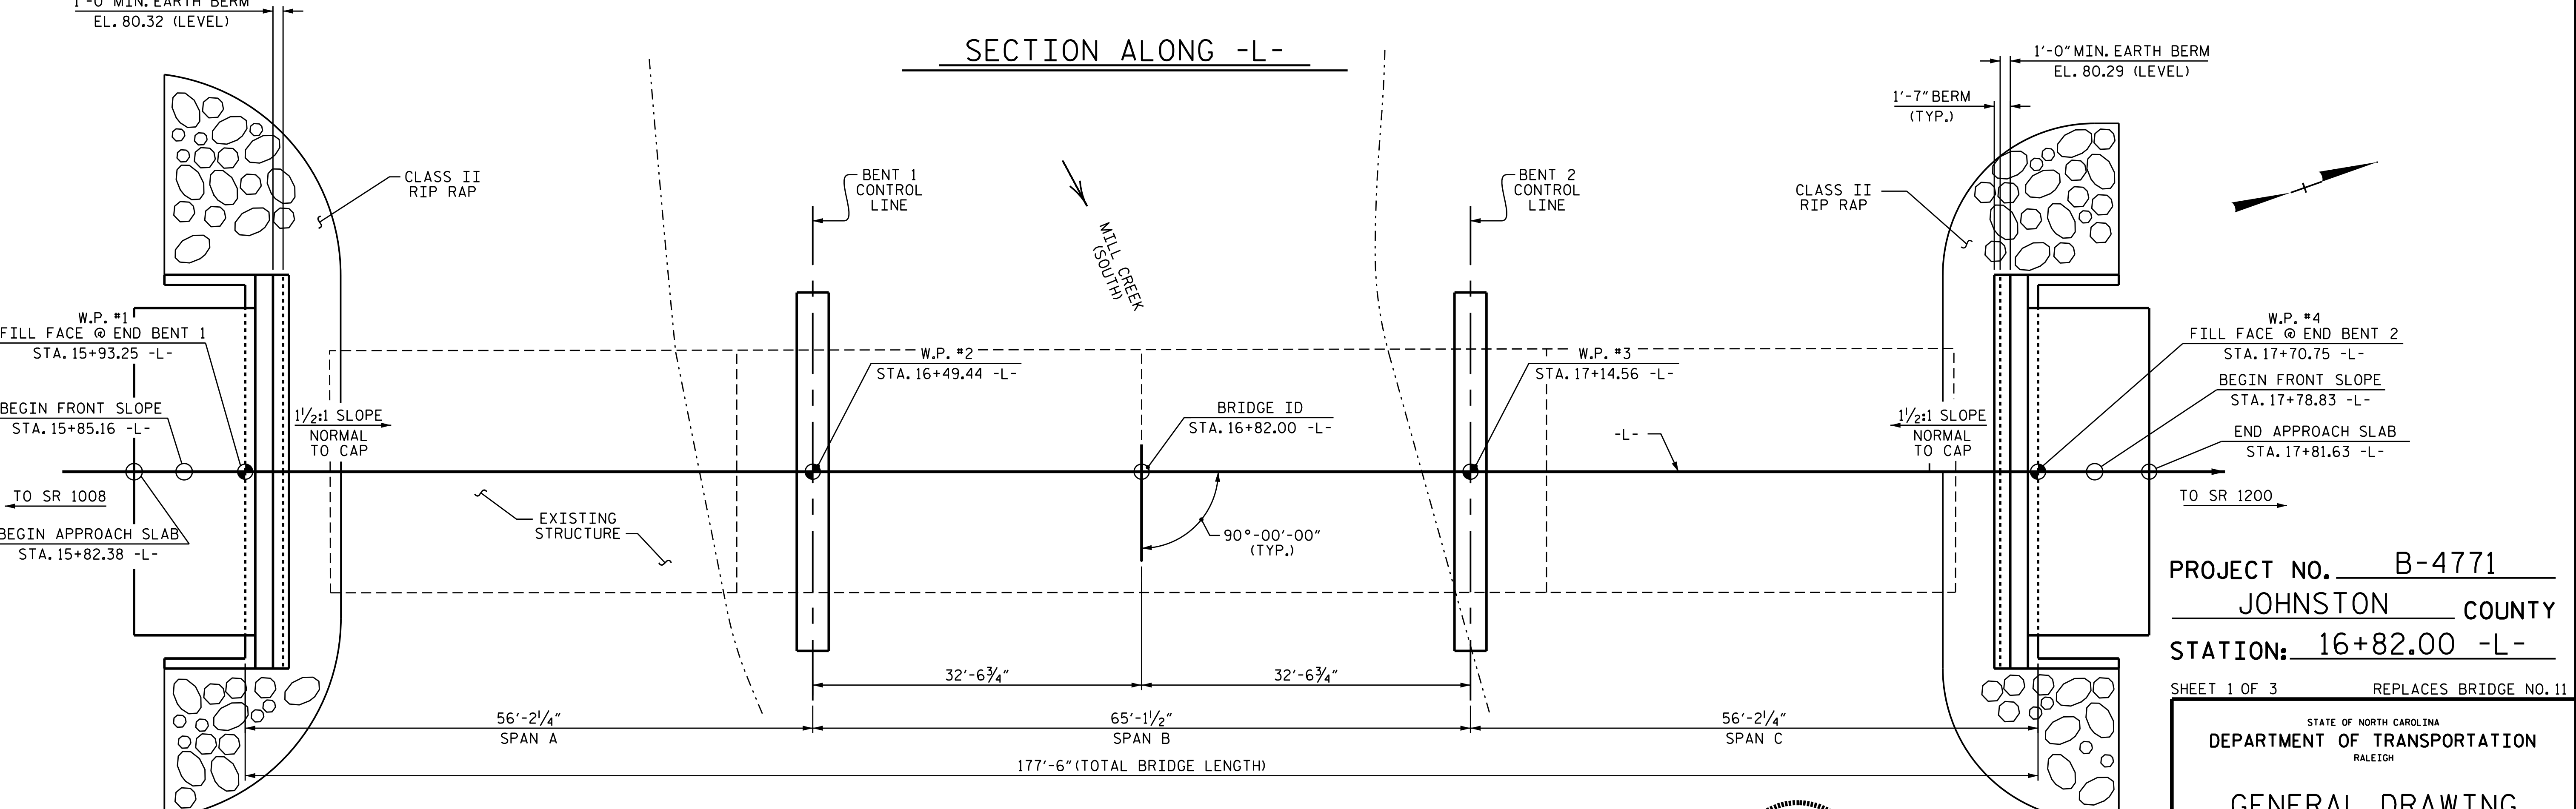 1'-0" MIN. EARTH BERM
EL. 80.32 (LEVEL)
SECTION ALONG -L-
1'-0" MIN. EARTH BERM
EL. 80.29 (LEVEL)
1'-7" BERM
(TYP.)
CLASS II
RIP RAP
BENT 1
CONTROL
LINE
MILL CREEK
(SOUTH)
BENT 2
CONTROL
LINE
CLASS II
RIP RAP
W.P. #1
FILL FACE @ END BENT 1
STA. 15+93.25 -L-
BEGIN FRONT SLOPE
STA. 15+85.16 -L-
1½:1 SLOPE
NORMAL
TO CAP
W.P. #2
STA. 16+49.44 -L-
BRIDGE ID
STA. 16+82.00 -L-
W.P. #3
STA. 17+14.56 -L-
-L-
1½:1 SLOPE
NORMAL
TO CAP
W.P. #4
FILL FACE @ END BENT 2
STA. 17+70.75 -L-
BEGIN FRONT SLOPE
STA. 17+78.83 -L-
END APPROACH SLAB
STA. 17+81.63 -L-
TO SR 1008
BEGIN APPROACH SLAB
STA. 15+82.38 -L-
EXISTING
STRUCTURE
90°-00'-00"
(TYP.)
TO SR 1200
32'-6¾"
32'-6¾"
56'-2¼"
SPAN A
65'-1½"
SPAN B
56'-2¼"
SPAN C
177'-6" (TOTAL BRIDGE LENGTH)
PROJECT NO. B-4771
JOHNSTON COUNTY
STATION: 16+82.00 -L-
SHEET 1 OF 3 REPLACES BRIDGE NO. 11
STATE OF NORTH CAROLINA
DEPARTMENT OF TRANSPORTATION
RALEIGH
GENERAL DRAWING